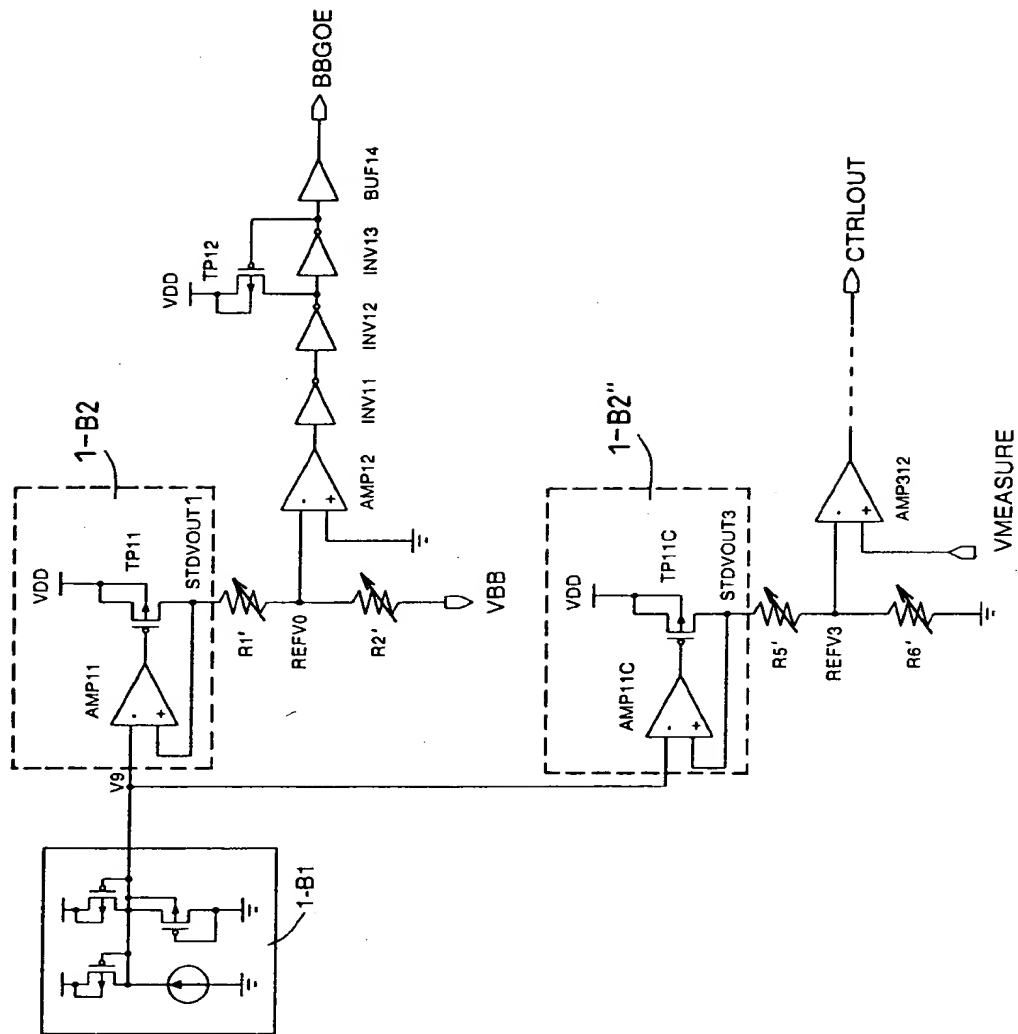 1-B1
V9
1-B2
VDD
TP11
AMP11
-
+
STDVOUT1
R1'
REFV0
R2'
VBB
-
+
AMP12
INV11
INV12
VDD
TP12
INV13
BUF14
BBGOE
1-B2"
VDD
TP11C
AMP11C
-
+
STDVOUT3
R5'
REFV3
R6'
-
+
AMP312
VMEASURE
CTRLOUT